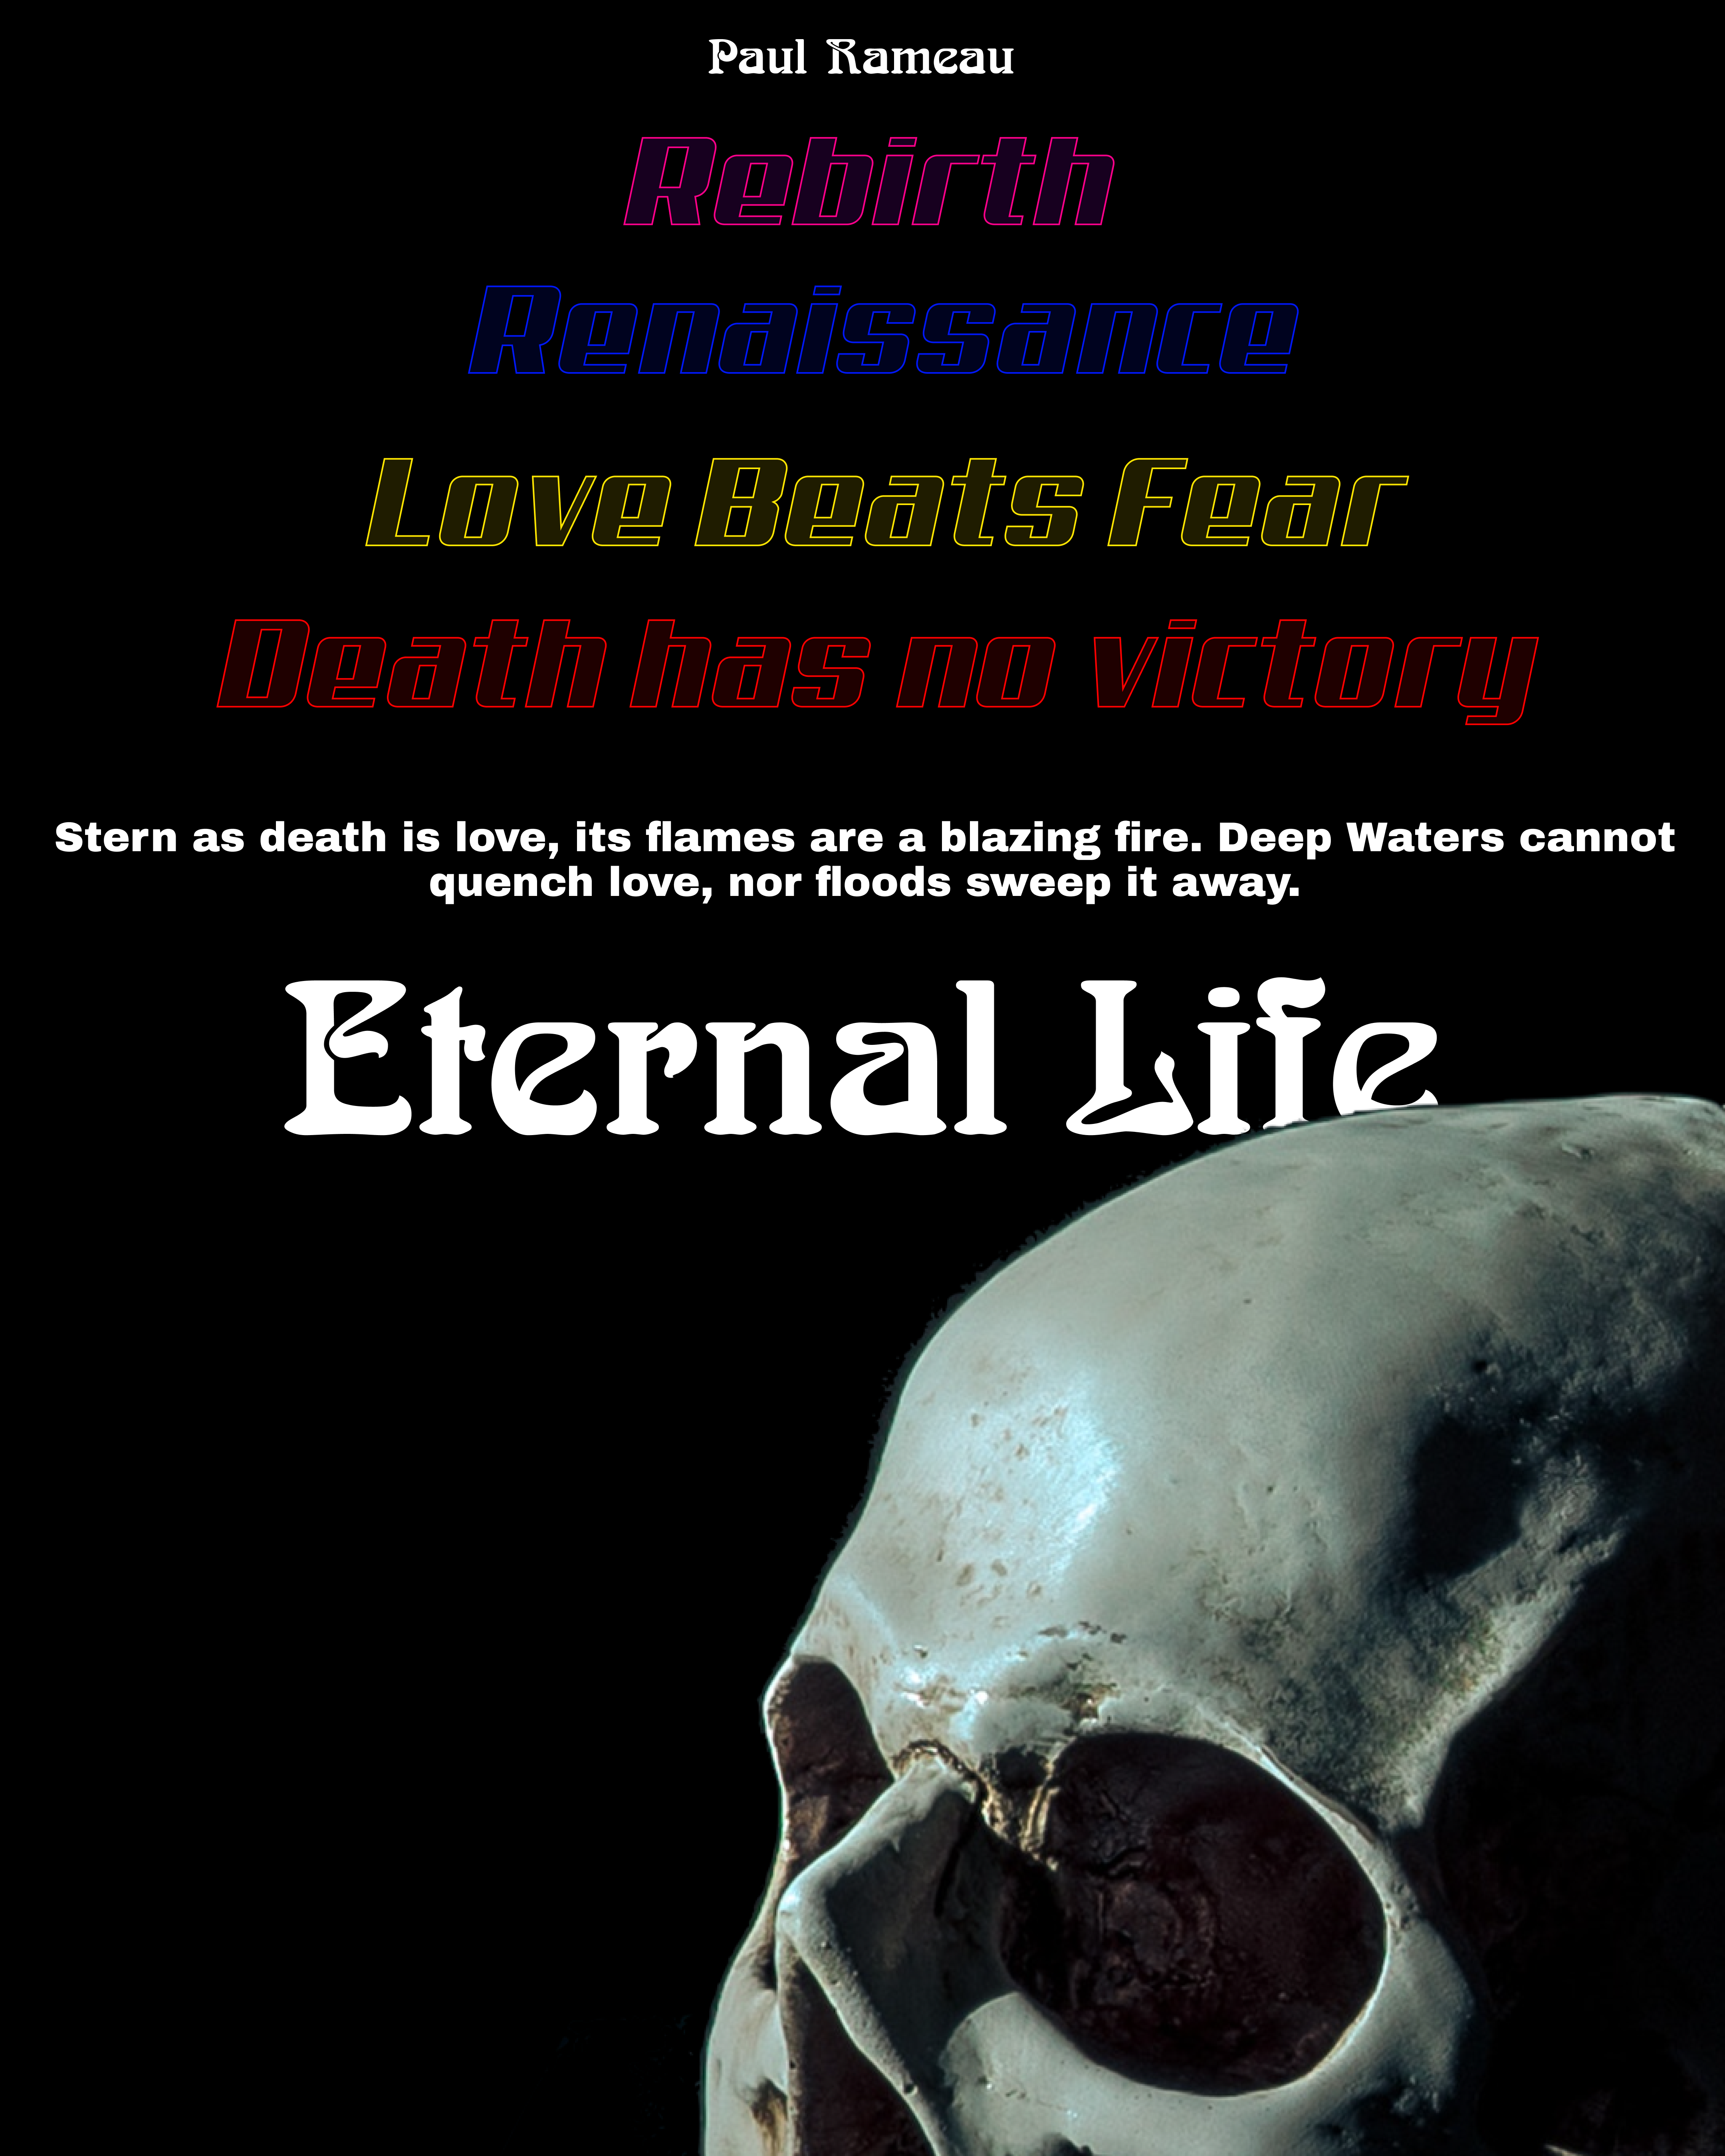 Paul Rameau
Rebirth
Renaissance
Love Beats Fear
Death has no victory
Stern as death is love, its flames are a blazing fire. Deep Waters cannot
quench love, nor floods sweep it away.
Eternal Life